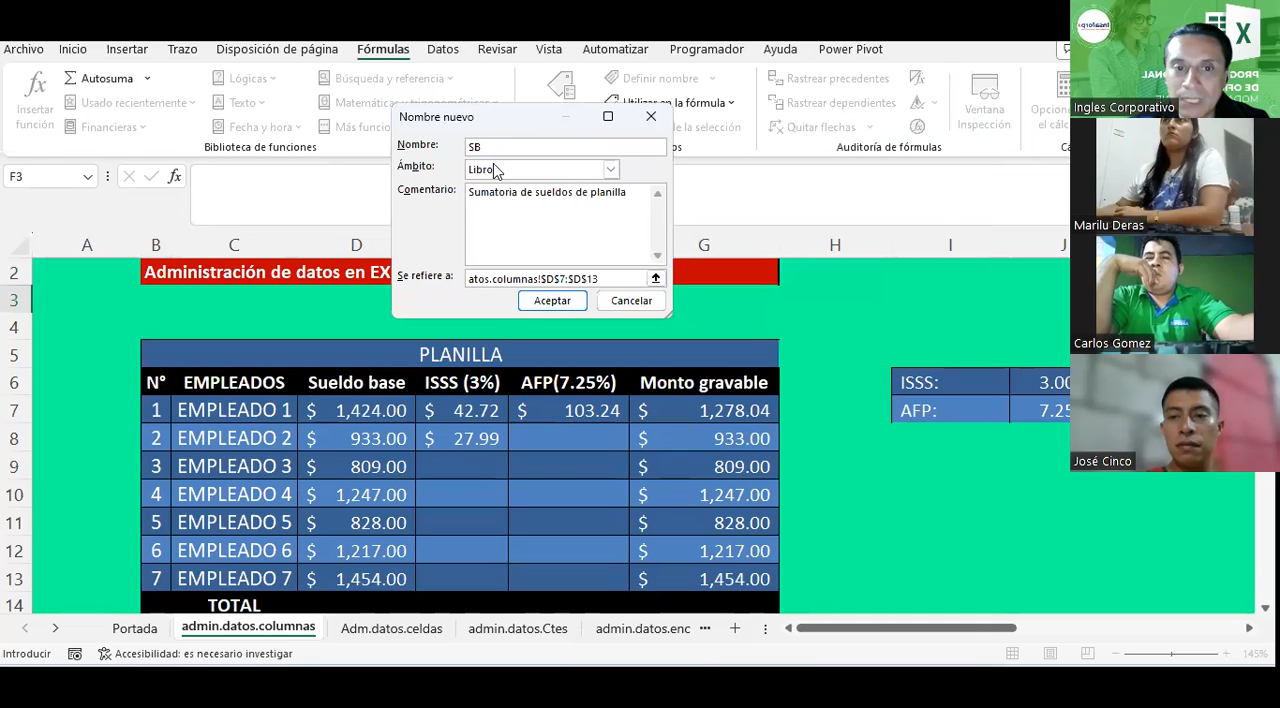 Archivo Inicio Insertar Trazo Disposición de página Fórmulas Datos Revisar Vista Automatizar Programador Ayuda Power Pivot
fx Insertar función
Autosuma
Usado recientemente
Financieras
Lógicas
Texto
Fecha y hora
Búsqueda y referencia
Matemáticas y trigonométricas
Más funcio
Biblioteca de funciones
Definir nombre
Utilizar en la fórmula
de la selección
Rastrear precedentes
Rastrear dependientes
Quitar flechas
Auditoría de fórmulas
Ventana Inspección
Opcione
el cálc
Cá
Nombre nuevo
Nombre: SB
Ámbito: Libro
Comentario: Sumatoria de sueldos de planilla
Se refiere a: atos.columnas!$D$7:$D$13
Aceptar Cancelar
F3 fx
A B C D G H I J
2 Administración de datos en EX
3
4
5 PLANILLA
6 N° EMPLEADOS Sueldo base ISSS (3%) AFP(7.25%) Monto gravable ISSS: 3.00
7 1 EMPLEADO 1 $ 1,424.00 $ 42.72 $ 103.24 $ 1,278.04 AFP: 7.25
8 2 EMPLEADO 2 $ 933.00 $ 27.99 $ 933.00
9 3 EMPLEADO 3 $ 809.00 $ 809.00
10 4 EMPLEADO 4 $ 1,247.00 $ 1,247.00
11 5 EMPLEADO 5 $ 828.00 $ 828.00
12 6 EMPLEADO 6 $ 1,217.00 $ 1,217.00
13 7 EMPLEADO 7 $ 1,454.00 $ 1,454.00
14 TOTAL
Portada admin.datos.columnas Adm.datos.celdas admin.datos.Ctes admin.datos.enc
Introducir Accesibilidad: es necesario investigar 145%
Ingles Corporativo
Marilu Deras
Carlos Gomez
José Cinco